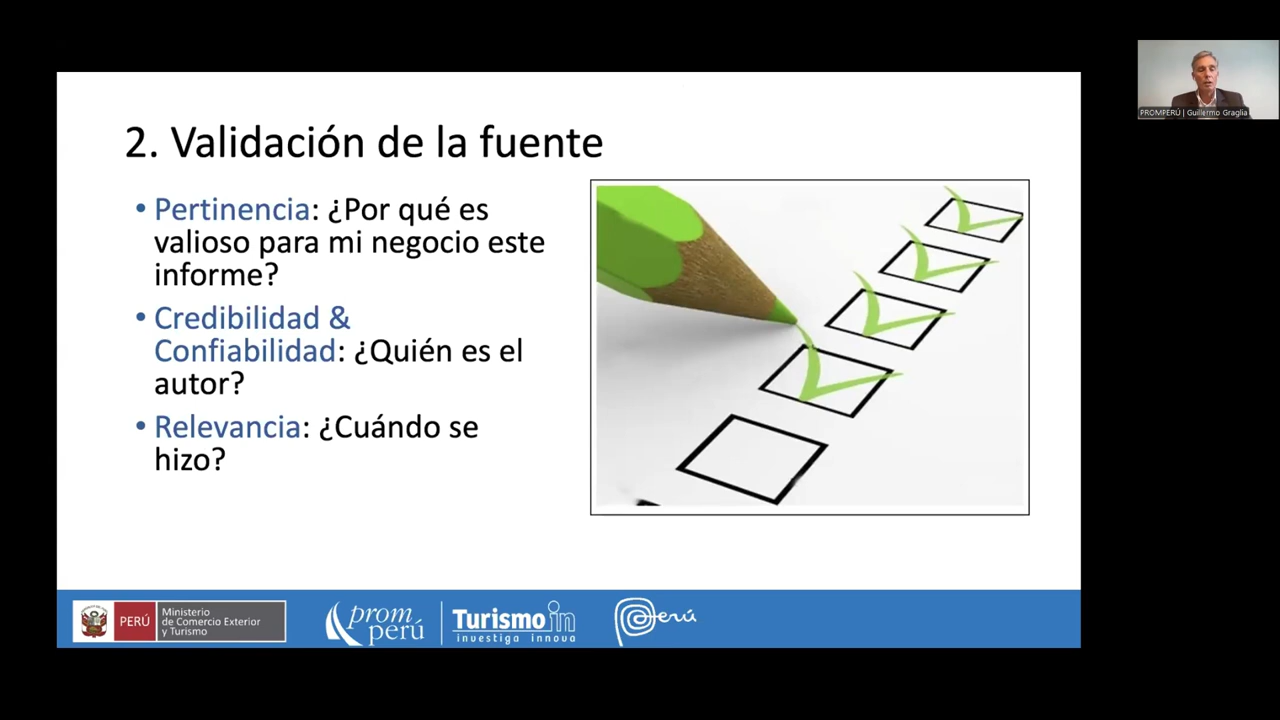 2. Validación de la fuente
• Pertinencia: ¿Por qué es
valioso para mi negocio este
informe?
• Credibilidad &
Confiabilidad: ¿Quién es el
autor?
• Relevancia: ¿Cuándo se
hizo?
PROMPERÚ | Guillermo Graglia
PERÚ
Ministerio
de Comercio Exterior
y Turismo
prom
perú
Turismo in
investiga innova
Perú